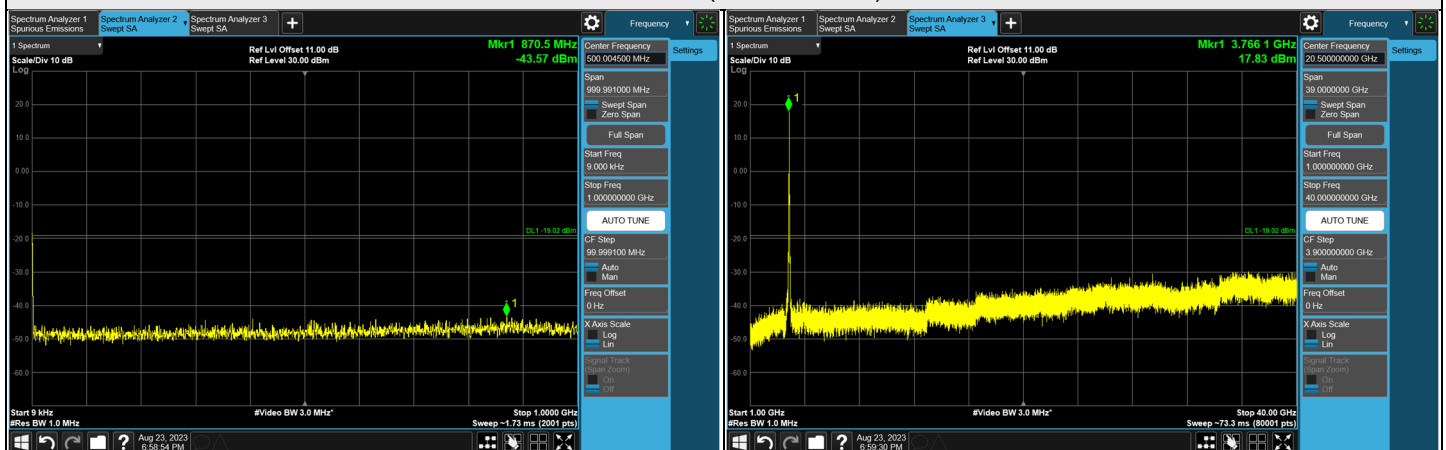 Spectrum Analyzer 1
Spurious Emissions
Spectrum Analyzer 2
Swept SA
Spectrum Analyzer 3
Swept SA
Frequency
1 Spectrum
Scale/Div 10 dB
Log
Ref Lvl Offset 11.00 dB
Ref Level 30.00 dBm
Mkr1 870.5 MHz
-43.57 dBm
20.0
10.0
0.00
-10.0
-20.0
-30.0
-40.0
-50.0
-60.0
DL1 -19.02 dBm
1
Start 9 kHz
#Res BW 1.0 MHz
#Video BW 3.0 MHz*
Stop 1.0000 GHz
Sweep ~1.73 ms (2001 pts)
Center Frequency
500.004500 MHz
Settings
Span
999.991000 MHz
Swept Span
Zero Span
Full Span
Start Freq
9.000 kHz
Stop Freq
1.000000000 GHz
AUTO TUNE
CF Step
99.999100 MHz
Auto
Man
Freq Offset
0 Hz
X Axis Scale
Log
Lin
Signal Track
(Span Zoom)
On
Off
?
Aug 23, 2023
6:58:54 PM
Spectrum Analyzer 1
Spurious Emissions
Spectrum Analyzer 2
Swept SA
Spectrum Analyzer 3
Swept SA
Frequency
1 Spectrum
Scale/Div 10 dB
Log
Ref Lvl Offset 11.00 dB
Ref Level 30.00 dBm
Mkr1 3.766 1 GHz
17.83 dBm
1
20.0
10.0
0.00
-10.0
-20.0
-30.0
-40.0
-50.0
-60.0
DL1 -19.02 dBm
Start 1.00 GHz
#Res BW 1.0 MHz
#Video BW 3.0 MHz*
Stop 40.00 GHz
Sweep ~73.3 ms (80001 pts)
Center Frequency
20.500000000 GHz
Settings
Span
39.0000000 GHz
Swept Span
Zero Span
Full Span
Start Freq
1.000000000 GHz
Stop Freq
40.000000000 GHz
AUTO TUNE
CF Step
3.900000000 GHz
Auto
Man
Freq Offset
0 Hz
X Axis Scale
Log
Lin
Signal Track
(Span Zoom)
On
Off
?
Aug 23, 2023
6:59:30 PM